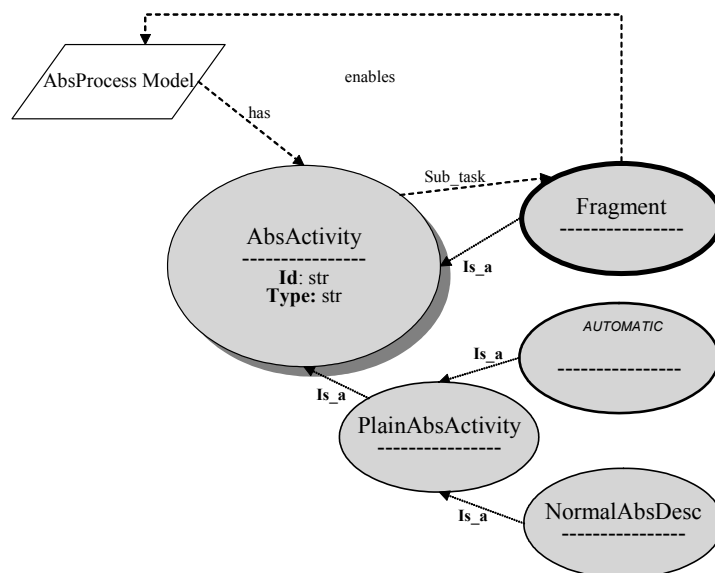 AbsProcess Model
enables
has
Sub_task
Fragment
AbsActivity
Id: str
Type: str
Is_a
AUTOMATIC
Is_a
Is_a
PlainAbsActivity
Is_a
NormalAbsDesc